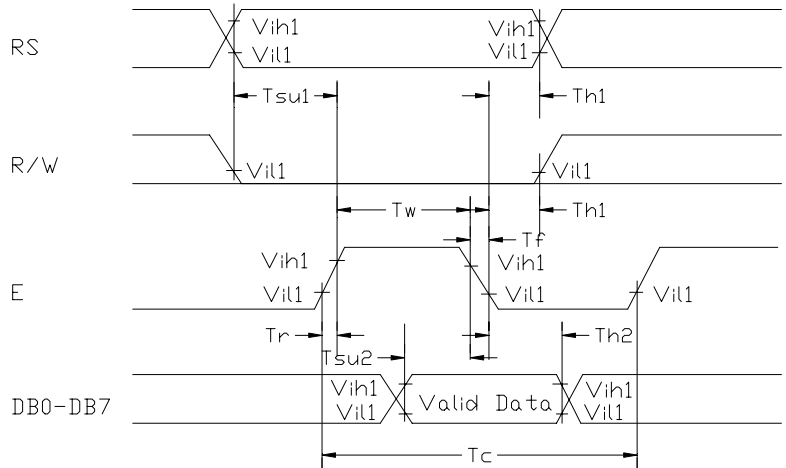 Vih1 Vih1
RS
Vil1 Vil1
Tsu1 Th1
R/W
Vil1 Vil1
Tw Th1
Tf
Vih1 Vih1
E
Vil1 Vil1 Vil1
Tr Th2
Tsu2
Vih1 Vih1
DB0-DB7 Valid Data
Vil1 Vil1
Tc